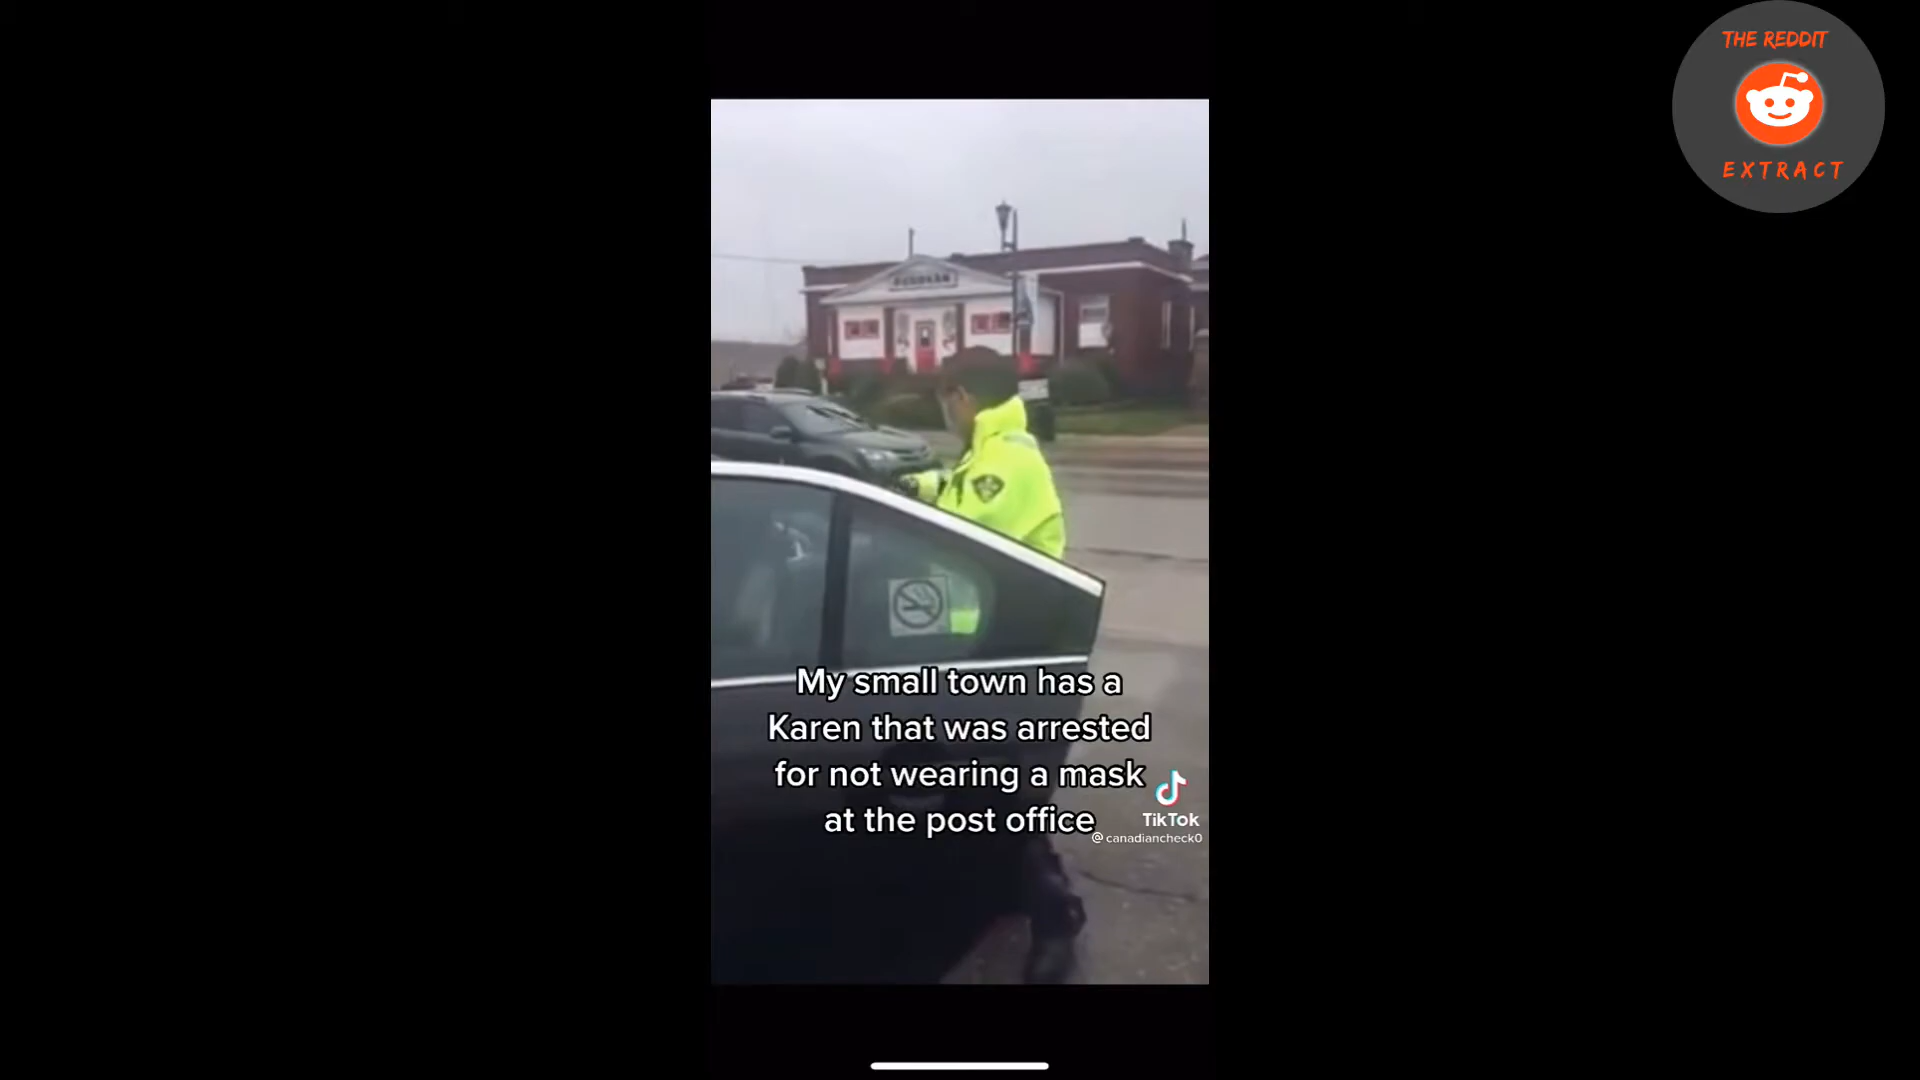 THE REDDIT
EXTRACT
My small town has a
Karen that was arrested
for not wearing a mask
at the post office
TikTok
@canadiancheck0